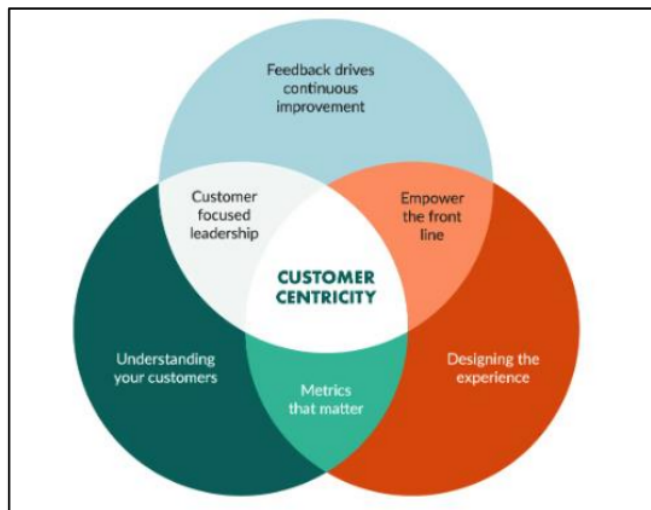 Feedback drives
continuous
improvement
Customer
focused
leadership
Empower
the front
line
CUSTOMER
CENTRICITY
Understanding
your customers
Designing the
experience
Metrics
that matter